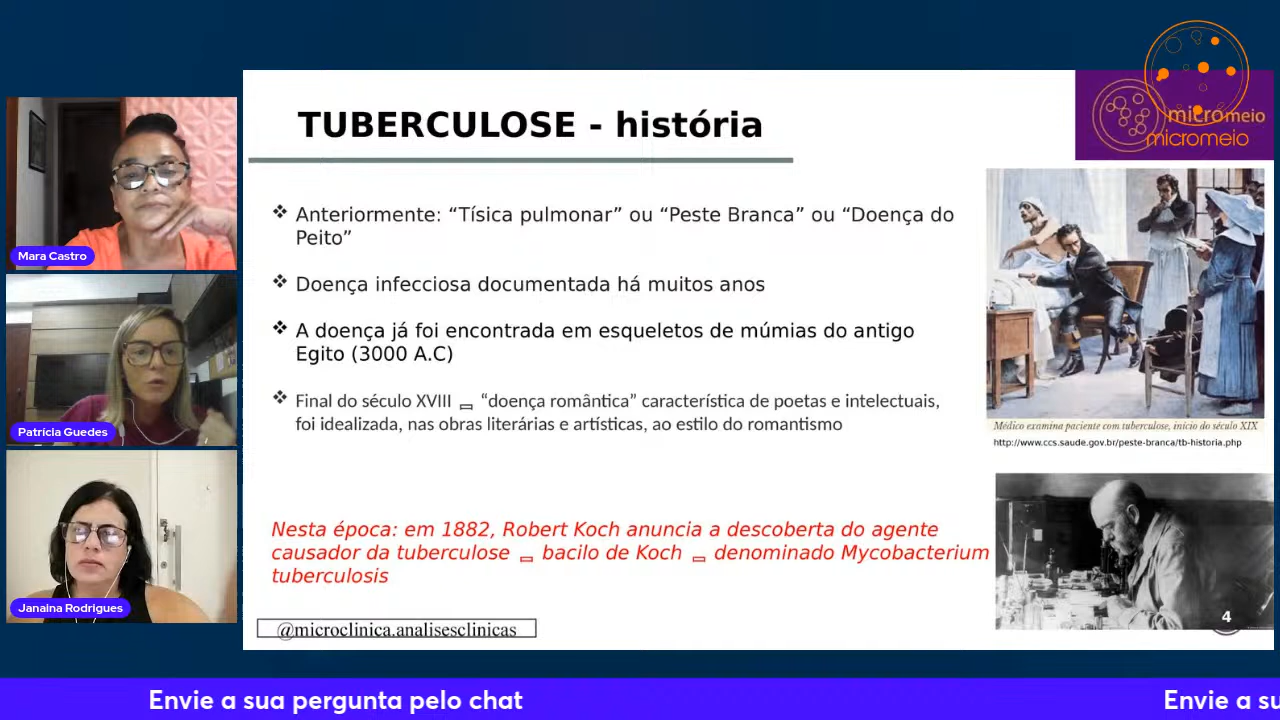 micromeio
micromeio
TUBERCULOSE - história
Anteriormente: “Tísica pulmonar” ou “Peste Branca” ou “Doença do
Peito”
Doença infecciosa documentada há muitos anos
A doença já foi encontrada em esqueletos de múmias do antigo
Egito (3000 A.C)
Final do século XVIII “doença romântica” característica de poetas e intelectuais,
foi idealizada, nas obras literárias e artísticas, ao estilo do romantismo
Médico examina paciente com tuberculose, início do século XIX
http://www.ccs.saude.gov.br/peste-branca/tb-historia.php
Nesta época: em 1882, Robert Koch anuncia a descoberta do agente
causador da tuberculose bacilo de Koch denominado Mycobacterium
tuberculosis
@microclinica.analisesclinicas
4
Mara Castro
Patrícia Guedes
Janaina Rodrigues
Envie a sua pergunta pelo chat
Envie a su